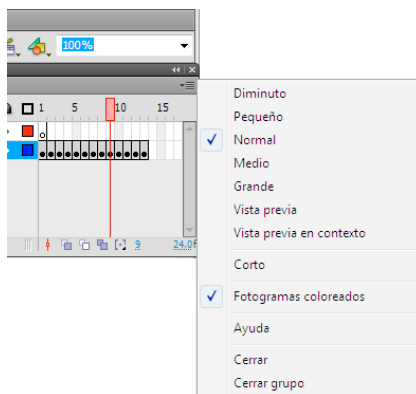 100%
1 5 10 15
9 24.0f
Diminuto
Pequeño
Normal
Medio
Grande
Vista previa
Vista previa en contexto
Corto
Fotogramas coloreados
Ayuda
Cerrar
Cerrar grupo